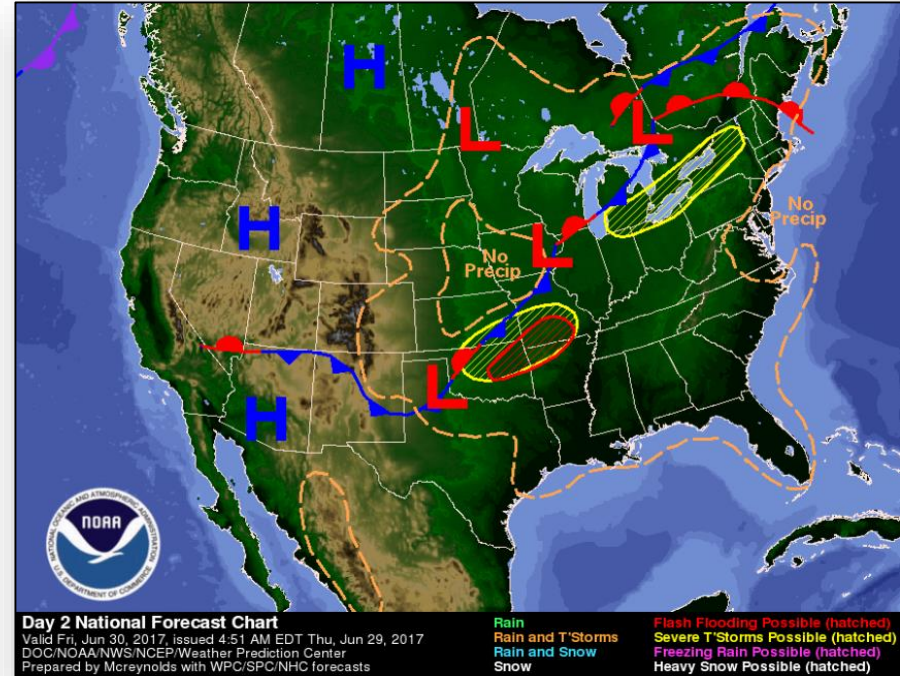 H
L
L
H
No
Precip
L
No
Precip
L
H
NATIONAL OCEANIC AND ATMOSPHERIC ADMINISTRATION
NOAA
U.S. DEPARTMENT OF COMMERCE
Day 2 National Forecast Chart
Valid Fri, Jun 30, 2017, issued 4:51 AM EDT Thu, Jun 29, 2017
DOC/NOAA/NWS/NCEP/Weather Prediction Center
Prepared by Mcreynolds with WPC/SPC/NHC forecasts
Rain
Rain and T'Storms
Rain and Snow
Snow
Flash Flooding Possible (hatched)
Severe T'Storms Possible (hatched)
Freezing Rain Possible (hatched)
Heavy Snow Possible (hatched)